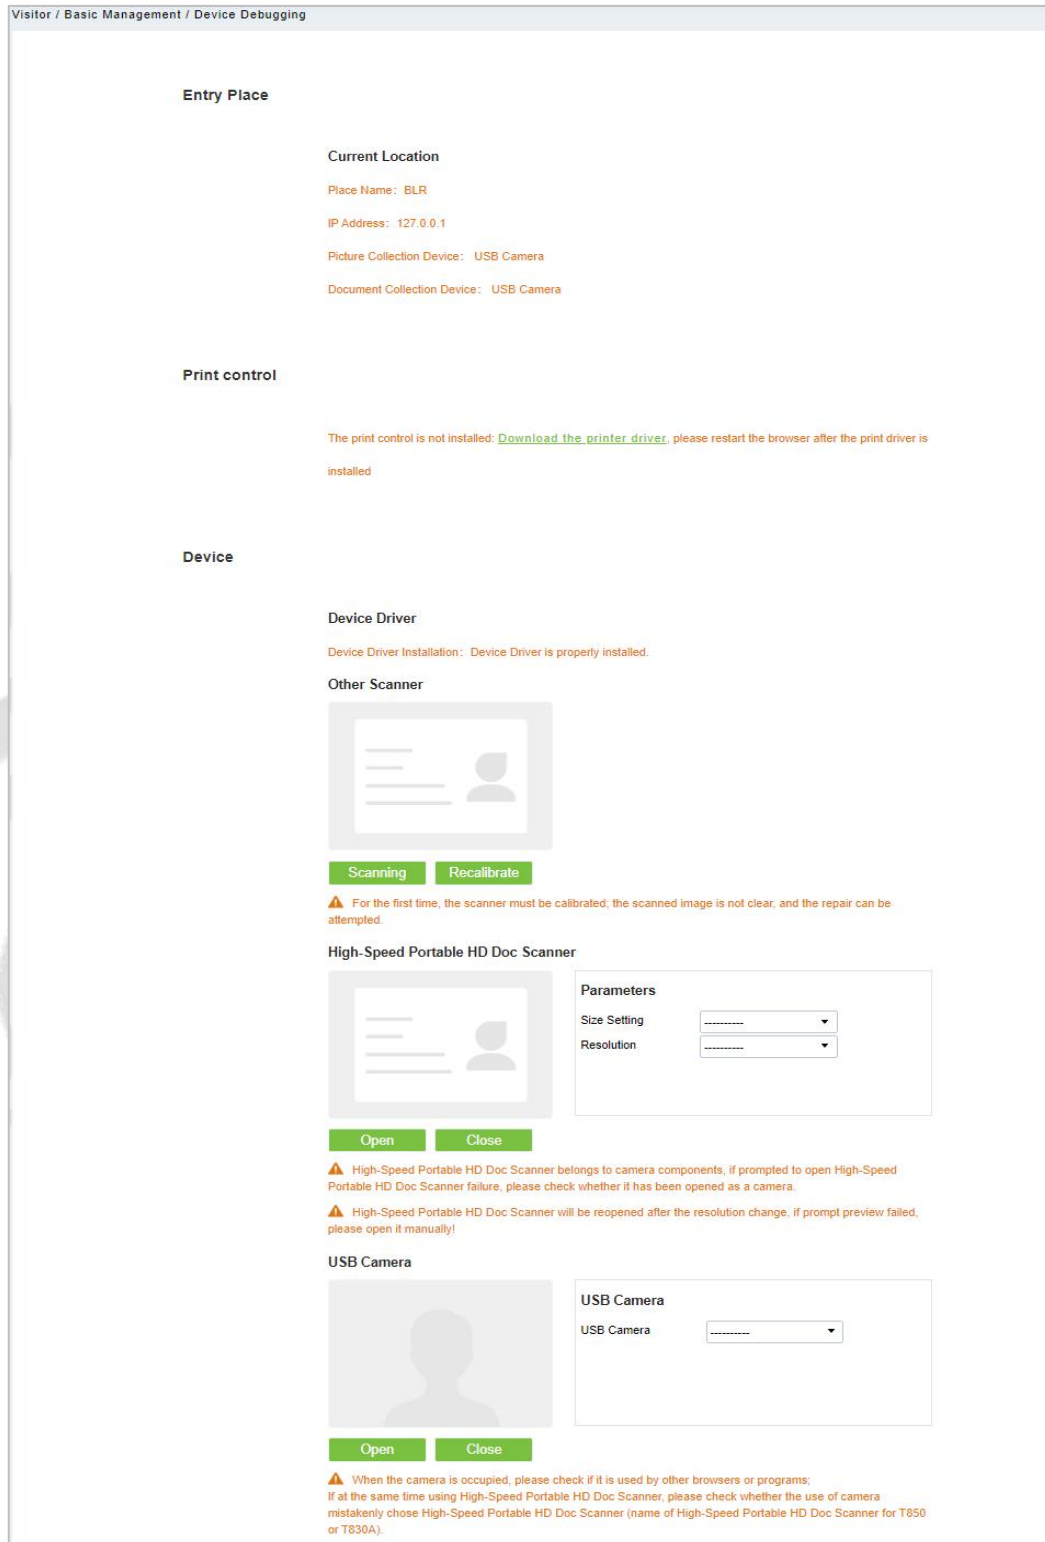 Visitor / Basic Management / Device Debugging
Entry Place
Current Location
Place Name: BLR
IP Address: 127.0.0.1
Picture Collection Device: USB Camera
Document Collection Device: USB Camera
Print control
The print control is not installed: Download the printer driver, please restart the browser after the print driver is
installed
Device
Device Driver
Device Driver Installation: Device Driver is properly installed.
Other Scanner
Scanning Recalibrate
For the first time, the scanner must be calibrated; the scanned image is not clear, and the repair can be
attempted.
High-Speed Portable HD Doc Scanner
Parameters
Size Setting ----------
Resolution ----------
Open Close
High-Speed Portable HD Doc Scanner belongs to camera components, if prompted to open High-Speed
Portable HD Doc Scanner failure, please check whether it has been opened as a camera.
High-Speed Portable HD Doc Scanner will be reopened after the resolution change, if prompt preview failed,
please open it manually!
USB Camera
USB Camera
USB Camera ----------
Open Close
When the camera is occupied, please check if it is used by other browsers or programs;
If at the same time using High-Speed Portable HD Doc Scanner, please check whether the use of camera
mistakenly chose High-Speed Portable HD Doc Scanner (name of High-Speed Portable HD Doc Scanner for T850
or T830A).